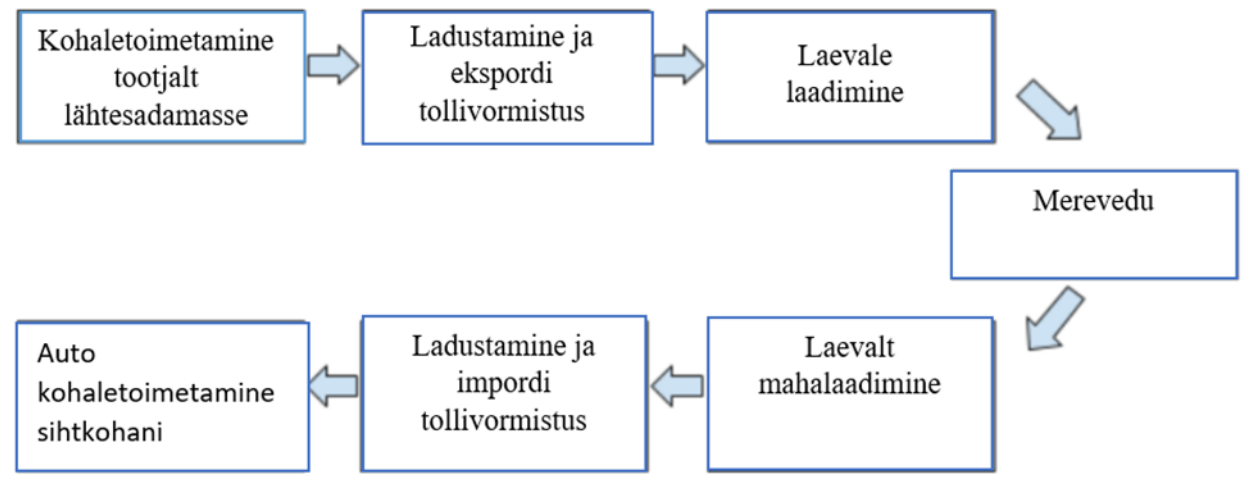 Kohaletoimetamine
tootjalt
lähtesadamasse
Ladustamine ja
ekspordi
tollivormistus
Laevale
laadimine
Merevedu
Laevalt
mahalaadimine
Ladustamine ja
impordi
tollivormistus
Auto
kohaletoimetamine
sihtkohani